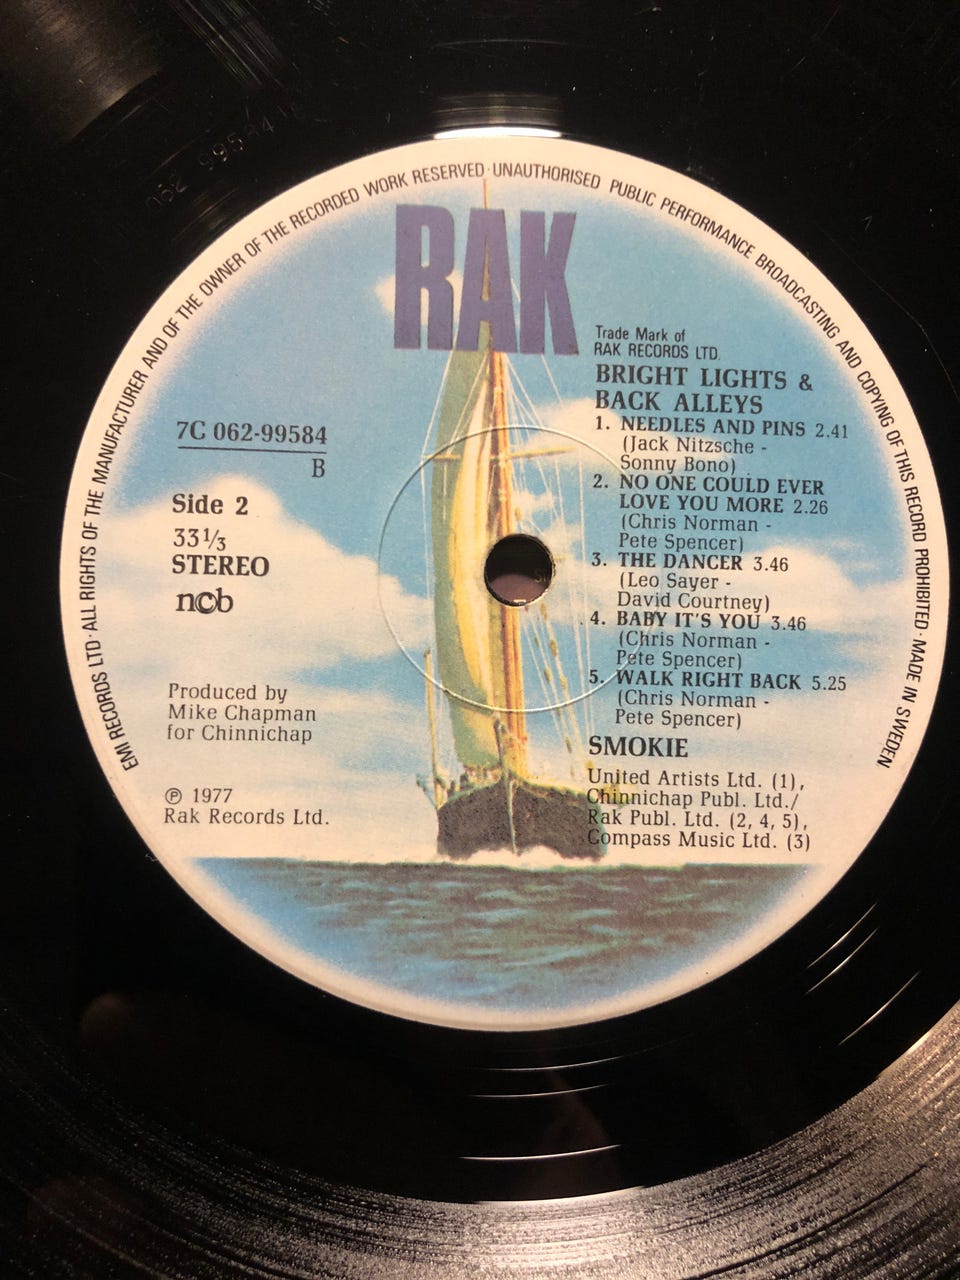 EMI RECORDS LTD · ALL RIGHTS OF THE MANUFACTURER AND OF THE OWNER OF THE RECORDED WORK RESERVED · UNAUTHORISED PUBLIC PERFORMANCE BROADCASTING AND COPYING OF THIS RECORD PROHIBITED · MADE IN SWEDEN
RAK
Trade Mark of
RAK RECORDS LTD.
BRIGHT LIGHTS &
BACK ALLEYS
1. NEEDLES AND PINS 2.41
(Jack Nitzsche -
Sonny Bono)
2. NO ONE COULD EVER
LOVE YOU MORE 2.26
(Chris Norman -
Pete Spencer)
3. THE DANCER 3.46
(Leo Sayer -
David Courtney)
4. BABY IT'S YOU 3.46
(Chris Norman -
Pete Spencer)
5. WALK RIGHT BACK 5.25
(Chris Norman -
Pete Spencer)
SMOKIE
United Artists Ltd. (1),
Chinnichap Publ. Ltd./
Rak Publ. Ltd. (2, 4, 5),
Compass Music Ltd. (3)
7C 062-99584
B
Side 2
33 1/3
STEREO
ncb
Produced by
Mike Chapman
for Chinnichap
℗ 1977
Rak Records Ltd.